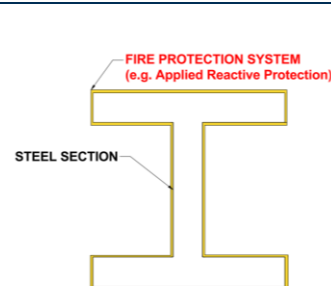 FIRE PROTECTION SYSTEM
(e.g. Applied Reactive Protection)
STEEL SECTION